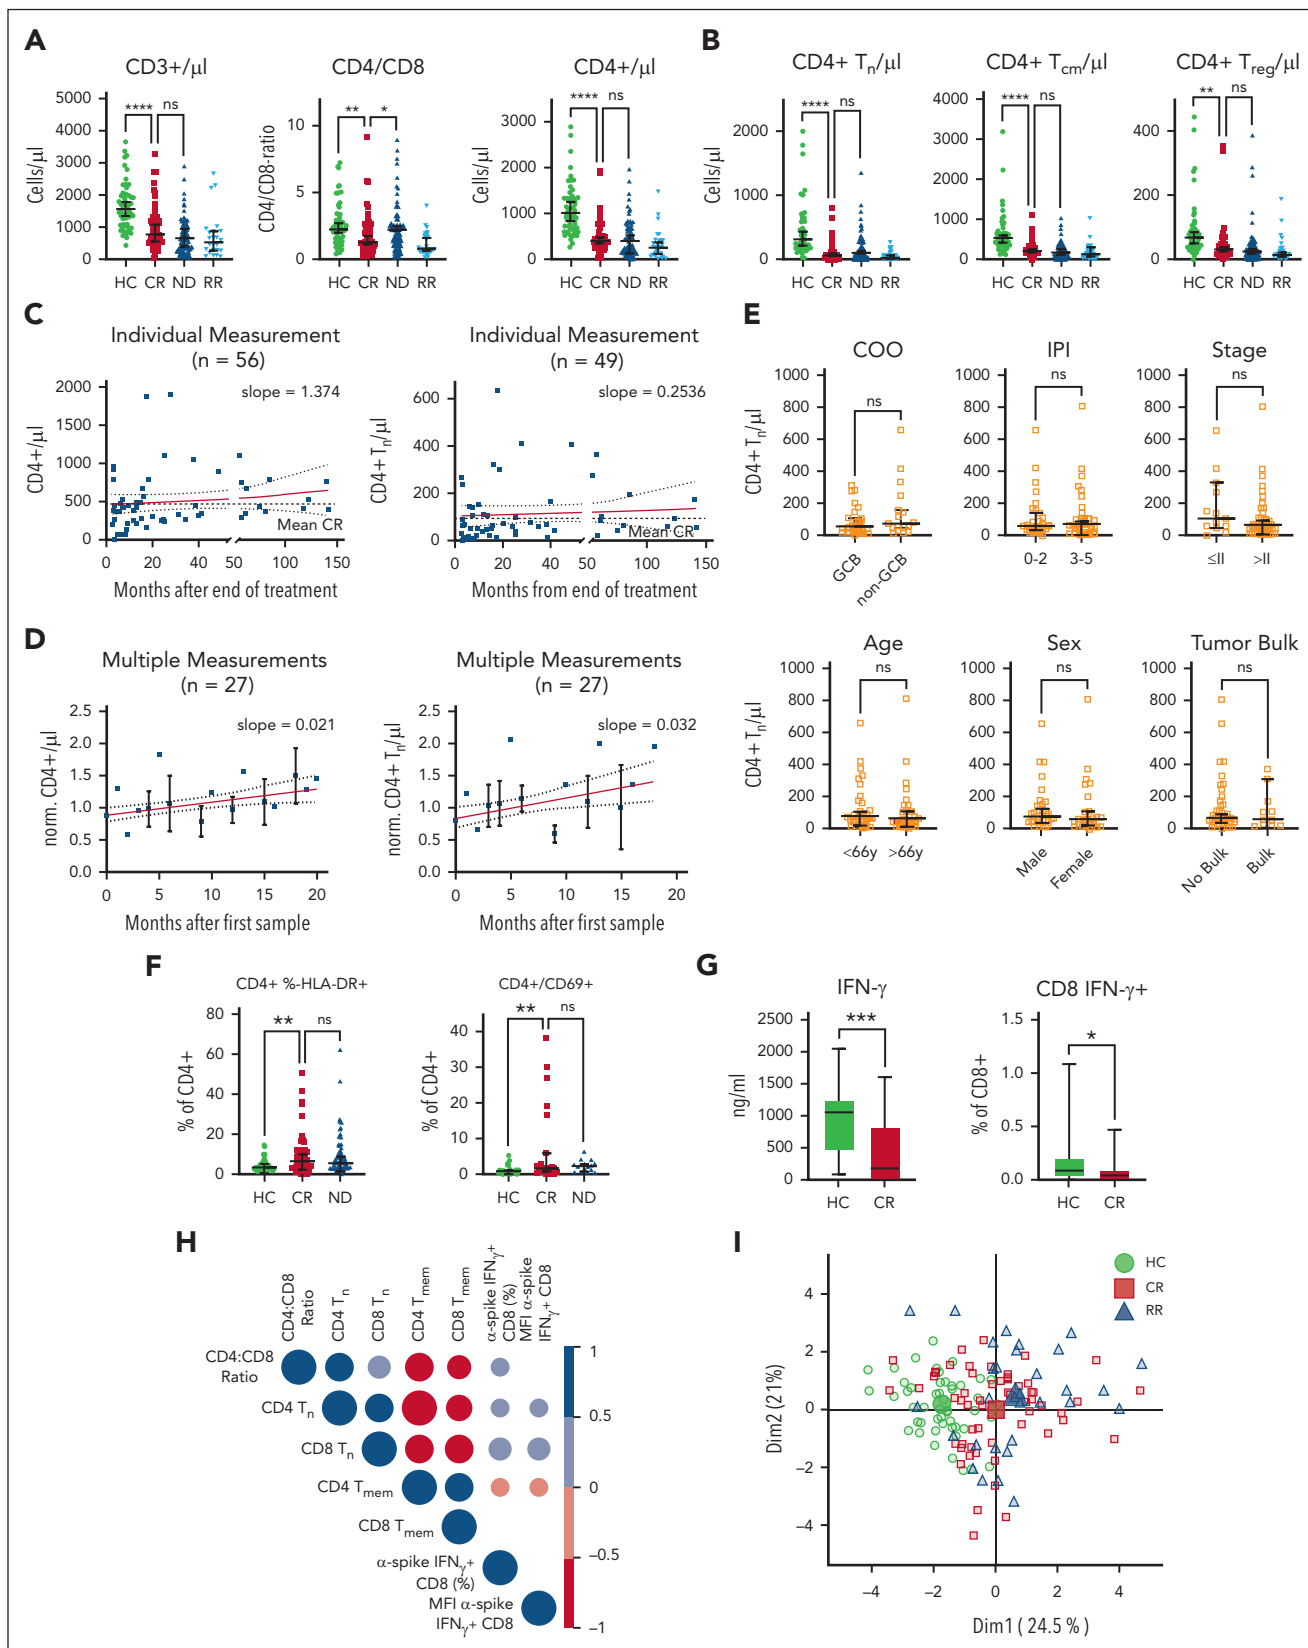 A
CD3+/μl
CD4/CD8
CD4+/μl
Cells/μl
5000
4000
3000
2000
1000
0
**** ns
HC CR ND RR
CD4/CD8-ratio
10
5
0
** *
HC CR ND RR
Cells/μl
3000
2000
1000
0
**** ns
HC CR ND RR
B
CD4+ Tn/μl
CD4+ Tcm/μl
CD4+ Treg/μl
2000
1000
0
**** ns
HC CR ND RR
4000
3000
2000
1000
0
**** ns
HC CR ND RR
400
200
0
** ns
HC CR ND RR
C
Individual Measurement
(n = 56)
slope = 1.374
CD4+/μl
2000
1500
1000
500
0
Mean CR
0 20 40 50 100 150
Months after end of treatment
Individual Measurement
(n = 49)
slope = 0.2536
CD4+ Tn/μl
600
400
200
0
Mean CR
0 20 40 50 100 150
Months from end of treatment
D
Multiple Measurements
(n = 27)
slope = 0.021
norm. CD4+/μl
2.5
2.0
1.5
1.0
0.5
0.0
0 5 10 15 20
Months after first sample
Multiple Measurements
(n = 27)
slope = 0.032
norm. CD4+ Tn/μl
2.5
2.0
1.5
1.0
0.5
0.0
0 5 10 15 20
Months after first sample
E
COO
IPI
Stage
CD4+ Tn/μl
1000
800
600
400
200
0
ns
GCB
non-GCB
1000
800
600
400
200
0
ns
0-2 3-5
1000
800
600
400
200
0
ns
≤II >II
Age
Sex
Tumor Bulk
CD4+ Tn/μl
1000
800
600
400
200
0
ns
<66y >66y
1000
800
600
400
200
0
ns
Male
Female
1000
800
600
400
200
0
ns
No Bulk
Bulk
F
CD4+ %-HLA-DR+
% of CD4+
80
60
40
20
0
** ns
HC CR ND
CD4+/CD69+
% of CD4+
40
30
20
10
0
** ns
HC CR ND
G
IFN-γ
ng/ml
2500
2000
1500
1000
500
0
***
HC CR
CD8 IFN-γ+
% of CD8+
1.5
1.0
0.5
0.0
*
HC CR
H
CD4:CD8
Ratio
CD4 Tn
CD8 Tn
CD4 Tmem
CD8 Tmem
α-spike IFNγ+
CD8 (%)
MFI α-spike
IFNγ+ CD8
CD4:CD8
Ratio
CD4 Tn
CD8 Tn
CD4 Tmem
CD8 Tmem
α-spike IFNγ+
CD8 (%)
MFI α-spike
IFNγ+ CD8
1
0.5
0
−0.5
−1
I
HC
CR
RR
Dim2 (21%)
4
2
0
−2
−4
−4 −2 0 2 4
Dim1 ( 24.5 % )